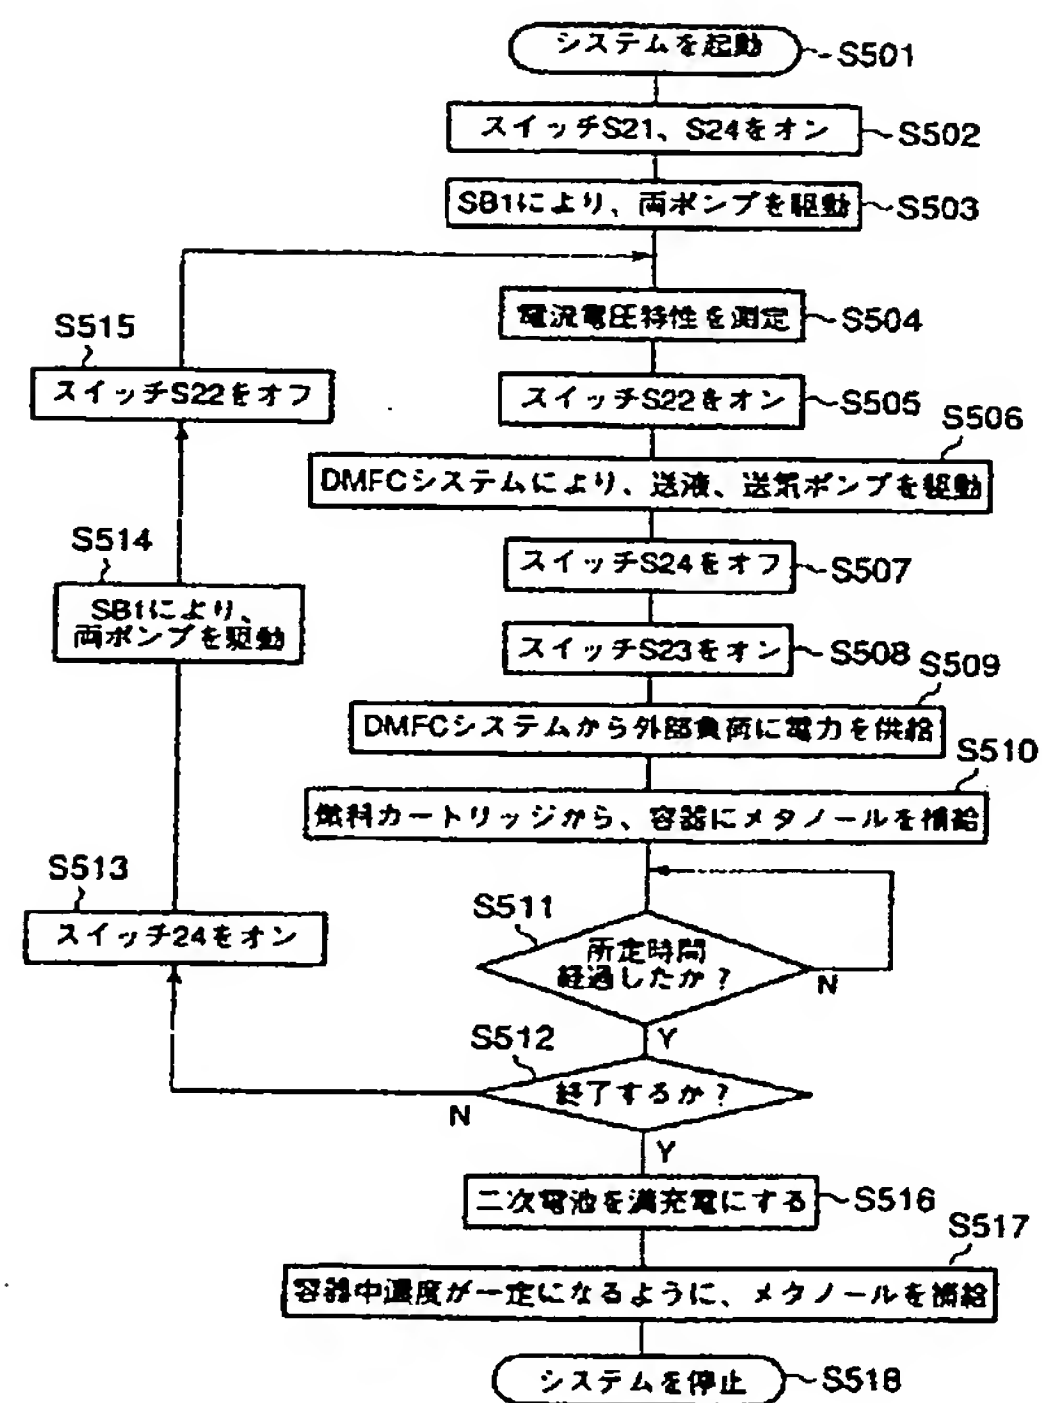 システムを起動
S501
スイッチS21、S24をオン
S502
SB1により、両ポンプを駆動
S503
電流電圧特性を測定
S504
S515
スイッチS22をオフ
スイッチS22をオン
S505
S506
DMFCシステムにより、送液、送気ポンプを駆動
S514
SB1により、
両ポンプを駆動
スイッチS24をオフ
S507
スイッチS23をオン
S508
S509
DMFCシステムから外部負荷に電力を供給
S510
燃料カートリッジから、容器にメタノールを補給
S513
スイッチ24をオン
S511
所定時間
経過したか？
N
Y
S512
終了するか？
N
Y
二次電池を満充電にする
S516
S517
容器中濃度が一定になるように、メタノールを補給
システムを停止
S518